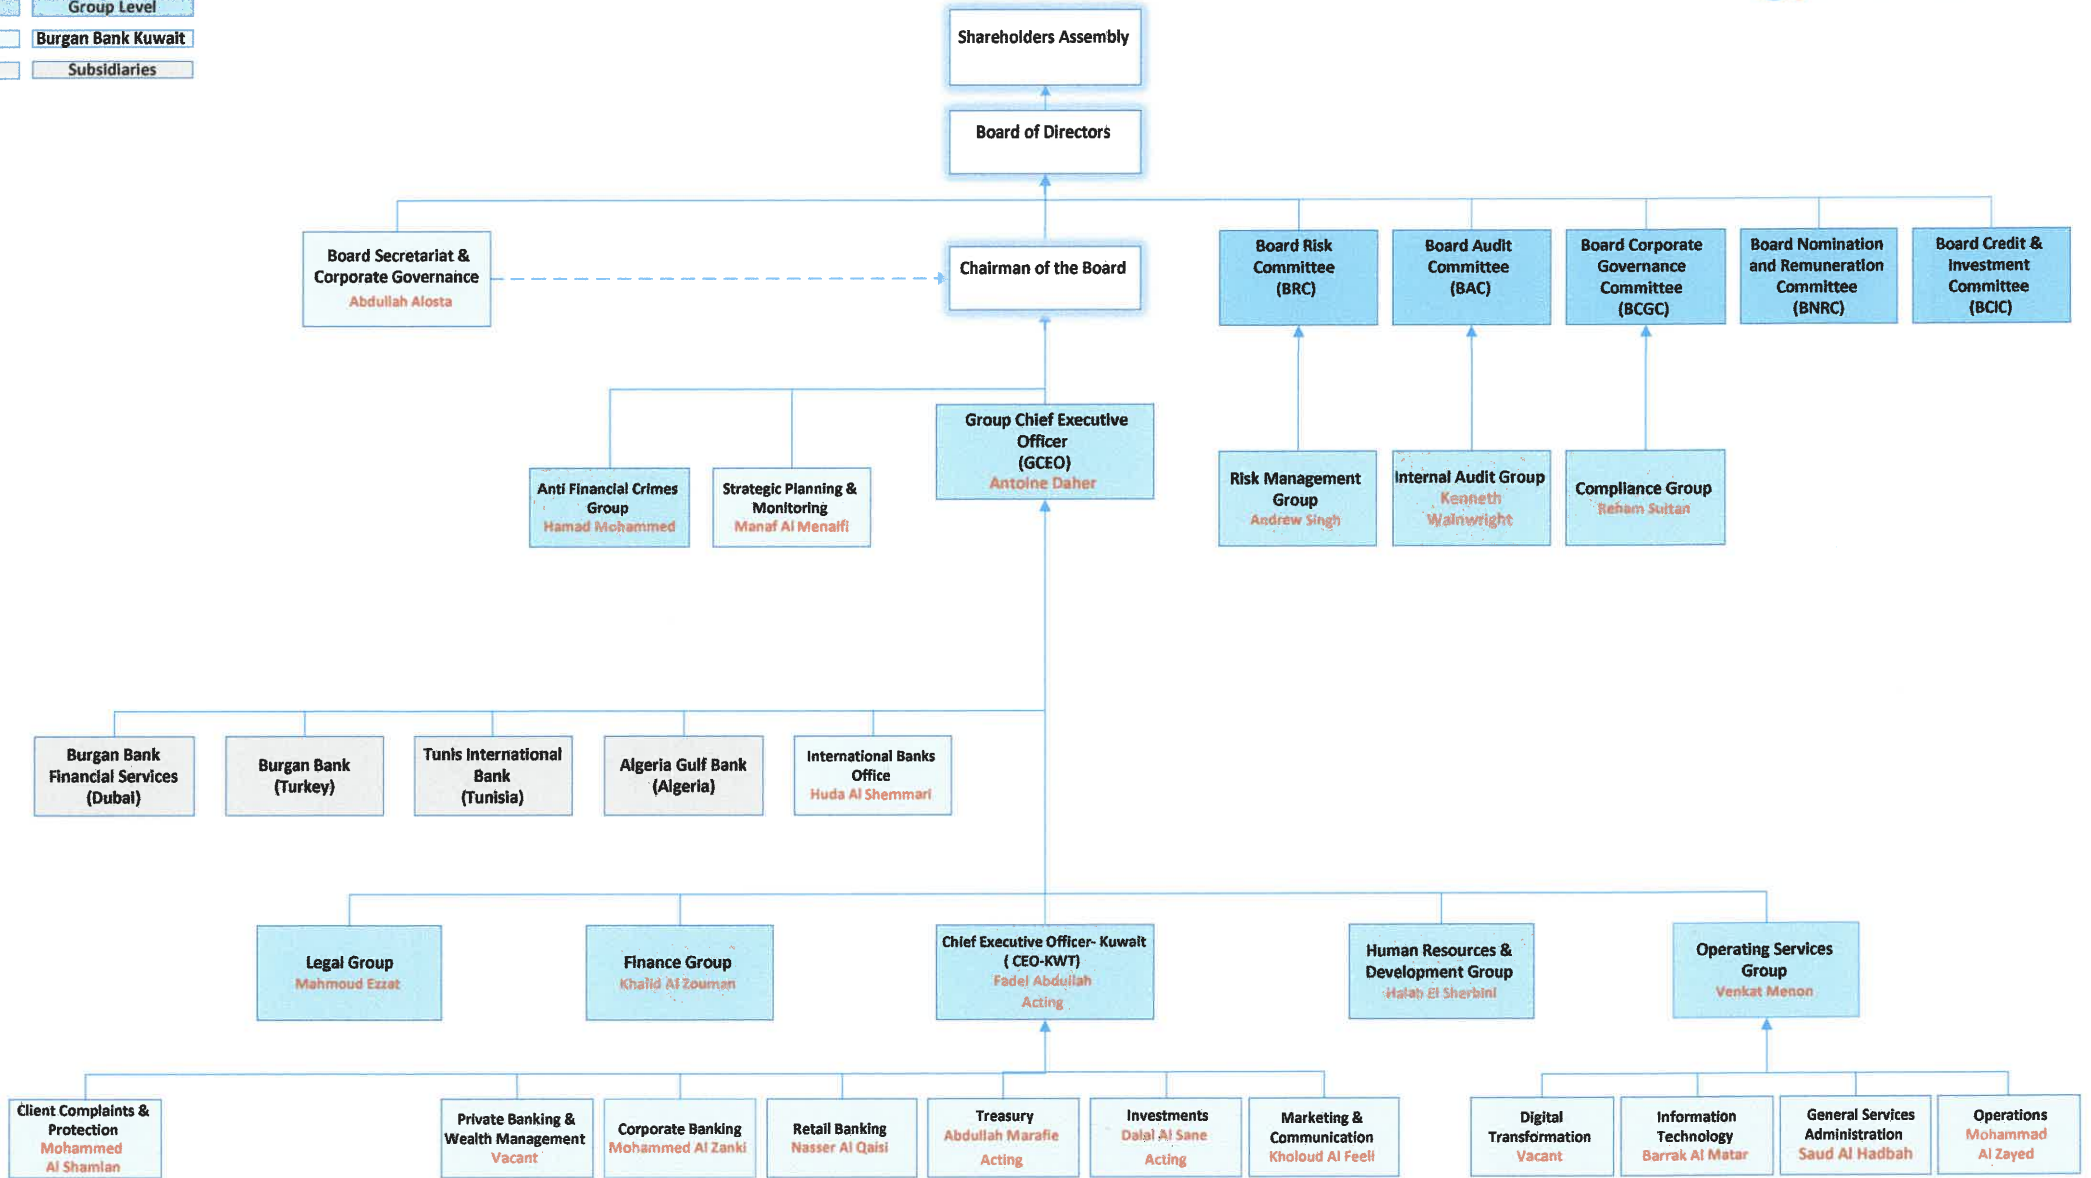 Group Level
Burgan Bank Kuwait
Subsidiaries
Shareholders Assembly
Board of Directors
Board Secretariat &
Corporate Governance
Abdullah Alosta
Chairman of the Board
Board Risk
Committee
(BRC)
Board Audit
Committee
(BAC)
Board Corporate
Governance
Committee
(BCGC)
Board Nomination
and Remuneration
Committee
(BNRC)
Board Credit &
Investment
Committee
(BCIC)
Group Chief Executive
Officer
(GCEO)
Antoine Daher
Anti Financial Crimes
Group
Hamad Mohammed
Strategic Planning &
Monitoring
Manaf Al Menaifi
Risk Management
Group
Andrew Singh
Internal Audit Group
Kenneth
Wainwright
Compliance Group
Reham Sultan
Burgan Bank
Financial Services
(Dubai)
Burgan Bank
(Turkey)
Tunis International
Bank
(Tunisia)
Algeria Gulf Bank
(Algeria)
International Banks
Office
Huda Al Shemmari
Legal Group
Mahmoud Ezzat
Finance Group
Khalid Al Zouman
Chief Executive Officer- Kuwait
( CEO-KWT)
Fadel Abdullah
Acting
Human Resources &
Development Group
Halah El Sherbini
Operating Services
Group
Venkat Menon
Client Complaints &
Protection
Mohammed
Al Shamlan
Private Banking &
Wealth Management
Vacant
Corporate Banking
Mohammed Al Zanki
Retail Banking
Nasser Al Qaisi
Treasury
Abdullah Marafie
Acting
Investments
Dalal Al Sane
Acting
Marketing &
Communication
Kholoud Al Feeli
Digital
Transformation
Vacant
Information
Technology
Barrak Al Matar
General Services
Administration
Saud Al Hadbah
Operations
Mohammad
Al Zayed